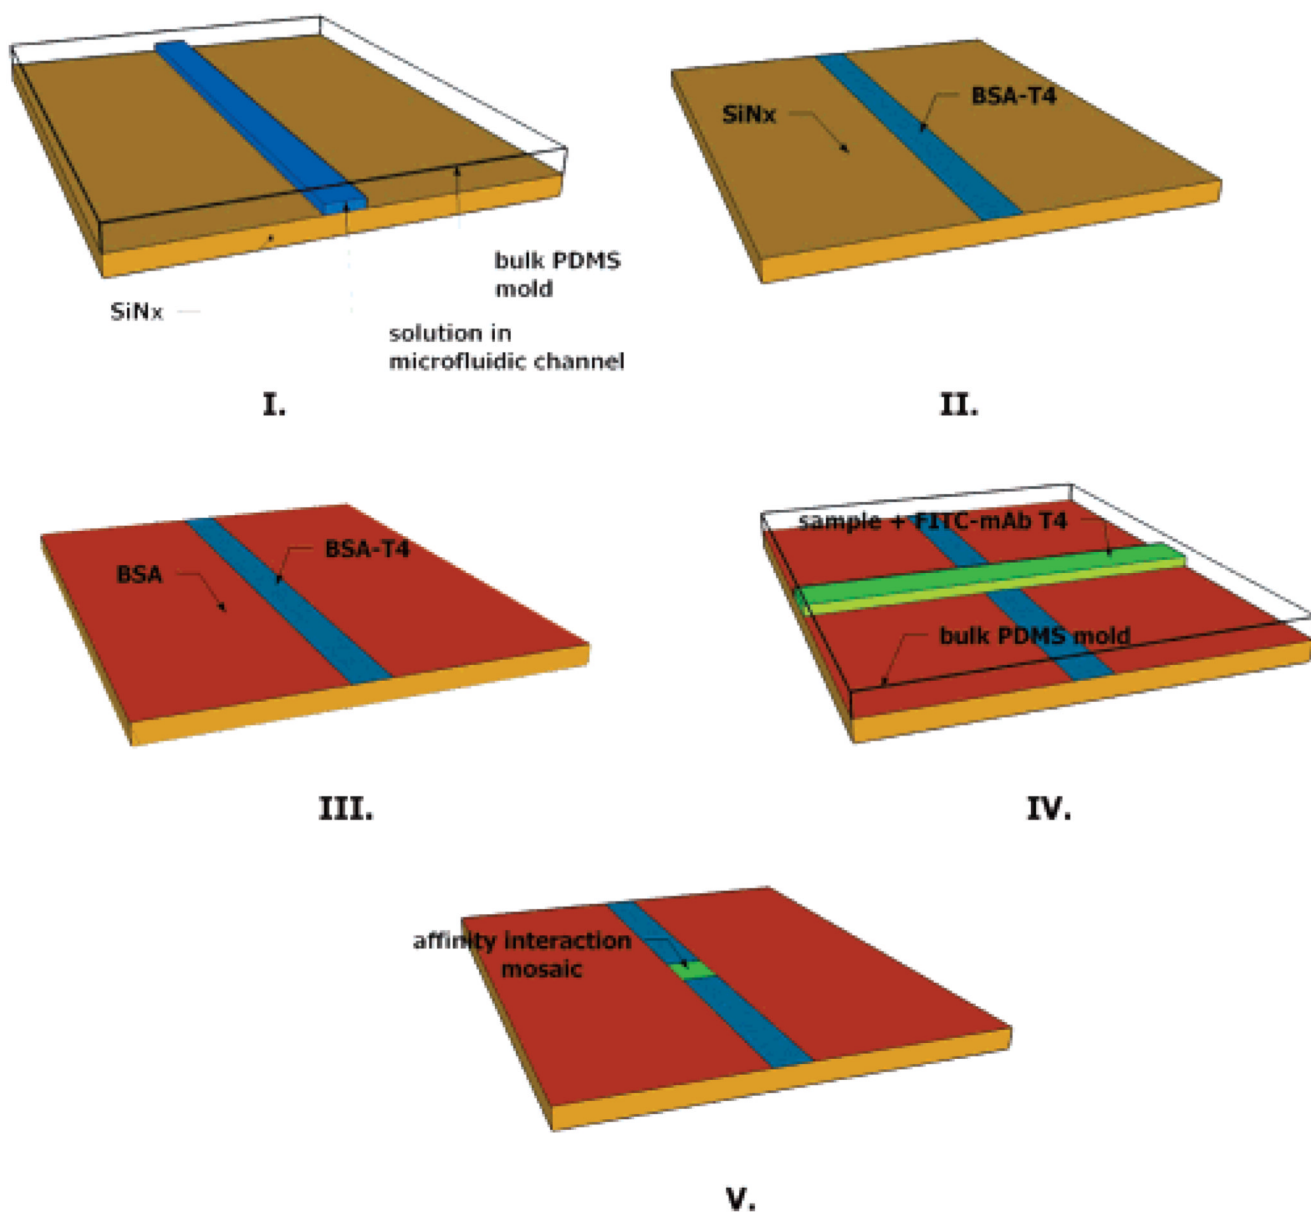 bulk PDMS
mold
SiNx
solution in
microfluidic channel
I.
BSA-T4
SiNx
II.
BSA-T4
BSA
III.
sample + FITC-mAb T4
bulk PDMS mold
IV.
affinity interaction
mosaic
V.